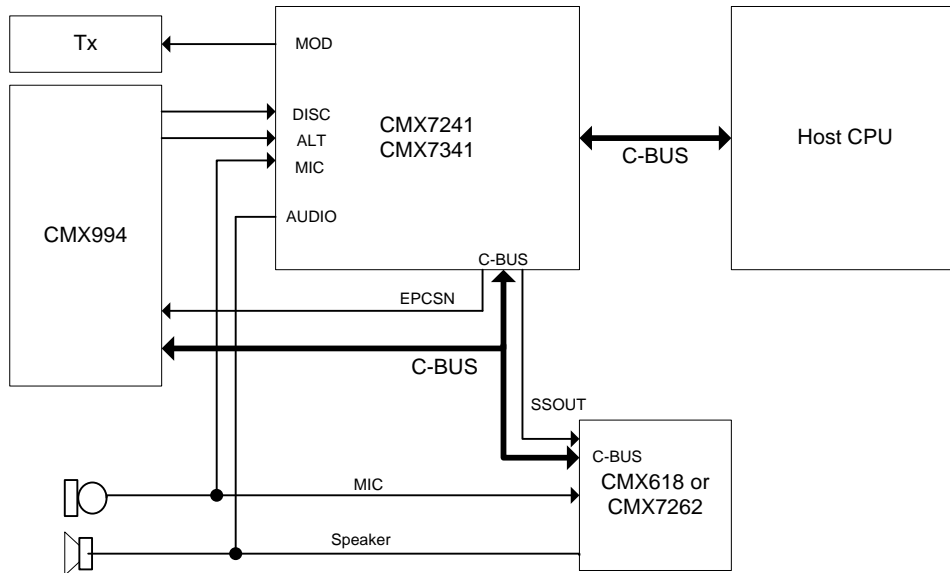 Tx
MOD
DISC
ALT
MIC
AUDIO
CMX7241
CMX7341
C-BUS
C-BUS
Host CPU
CMX994
EPCSN
C-BUS
SSOUT
C-BUS
CMX618 or
CMX7262
MIC
Speaker